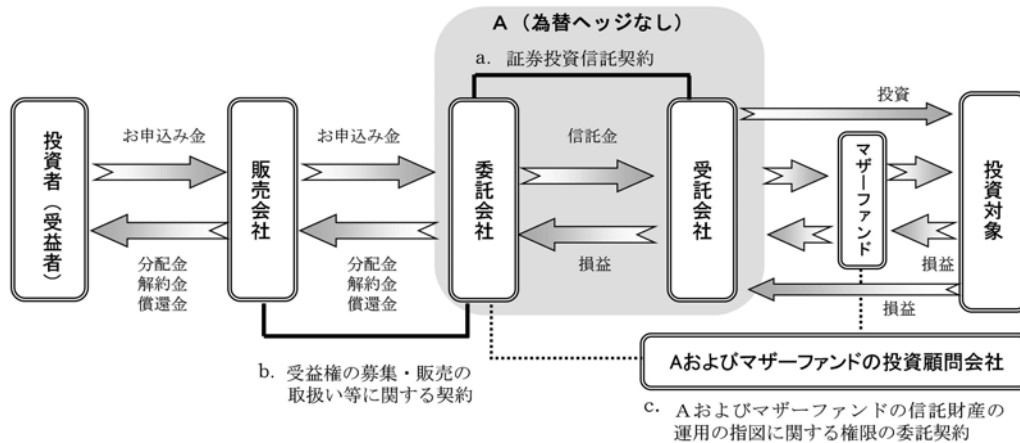 A（為替ヘッジなし）
a. 証券投資信託契約
投資者（受益者）
お申込み金
分配金
解約金
償還金
販売会社
お申込み金
分配金
解約金
償還金
委託会社
信託金
損益
受託会社
投資
マザーファンド
損益
損益
投資対象
Aおよびマザーファンドの投資顧問会社
b. 受益権の募集・販売の
取扱い等に関する契約
c. Aおよびマザーファンドの信託財産の
運用の指図に関する権限の委託契約